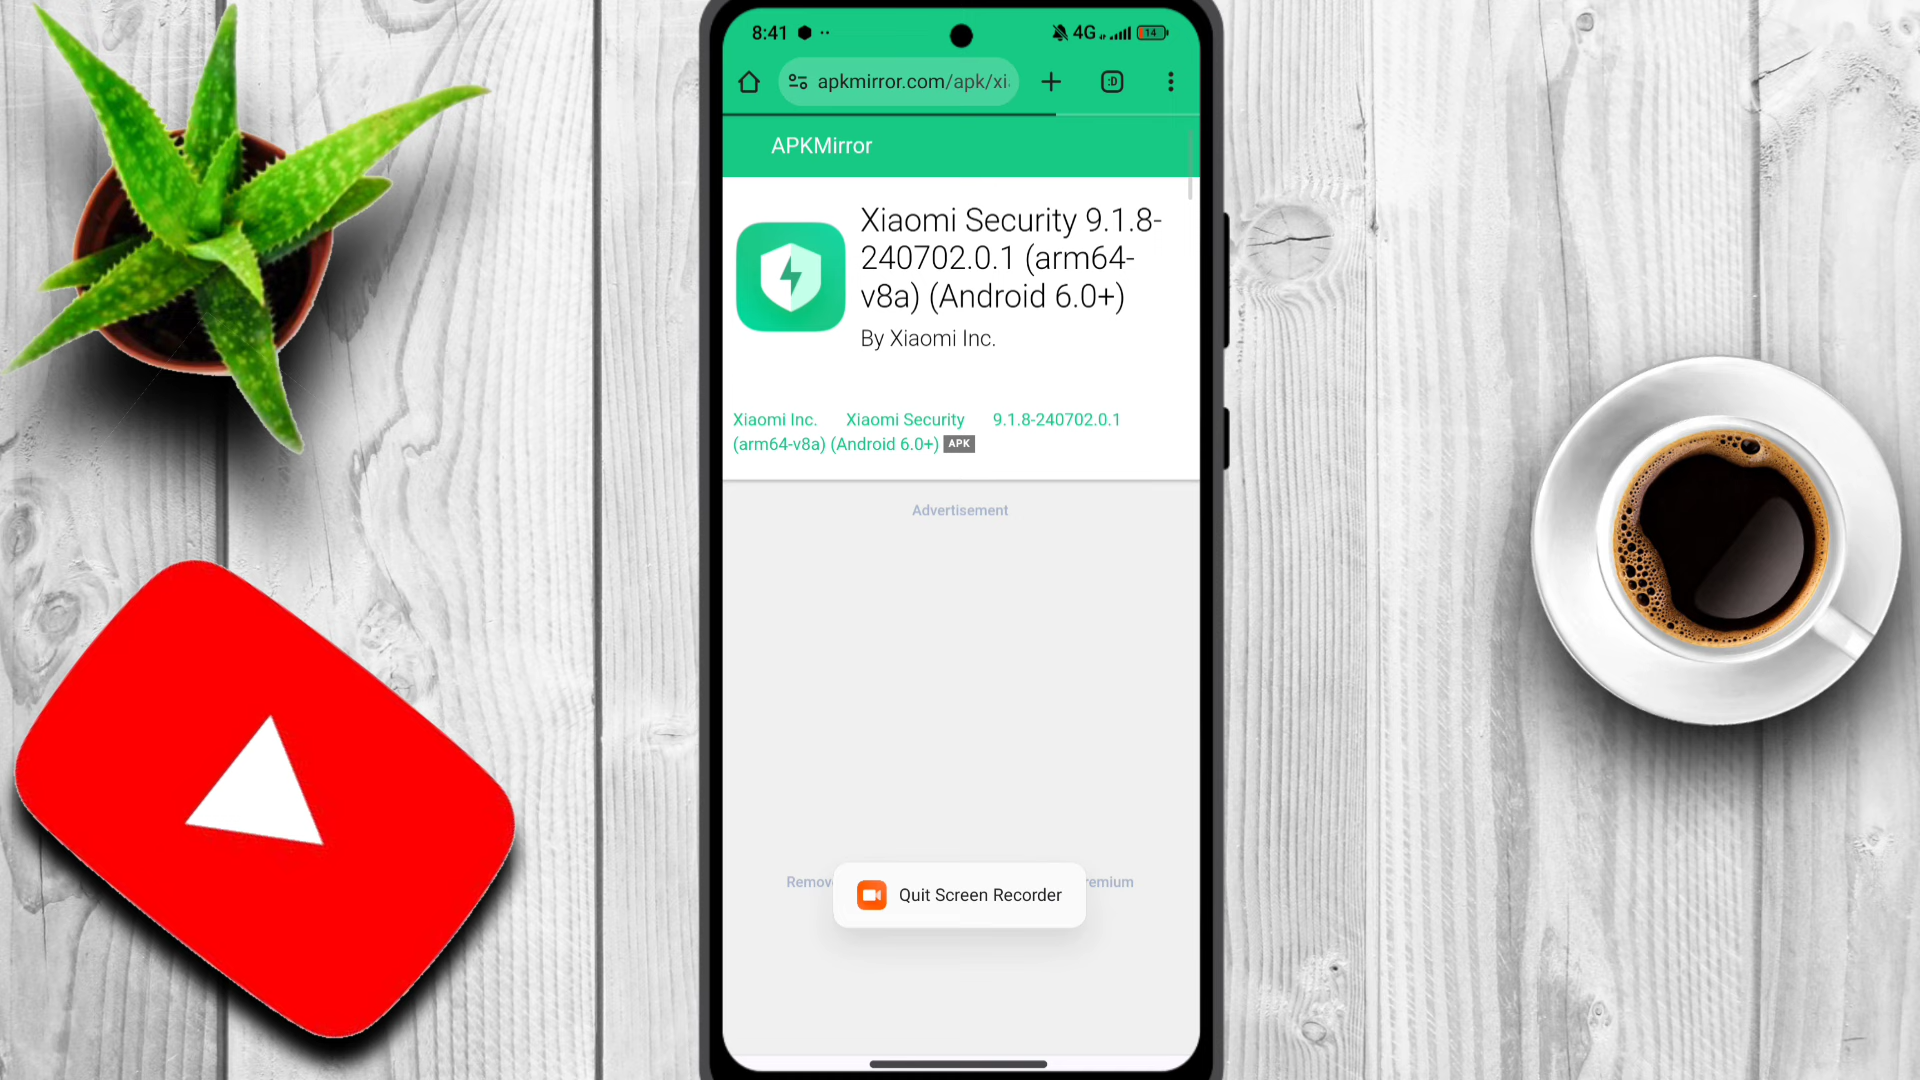 8:41
4G
14
apkmirror.com/apk/xi
:D
APKMirror
Xiaomi Security 9.1.8-
240702.0.1 (arm64-
v8a) (Android 6.0+)
By Xiaomi Inc.
Xiaomi Inc. Xiaomi Security 9.1.8-240702.0.1
(arm64-v8a) (Android 6.0+) APK
Advertisement
Remov
emium
Quit Screen Recorder